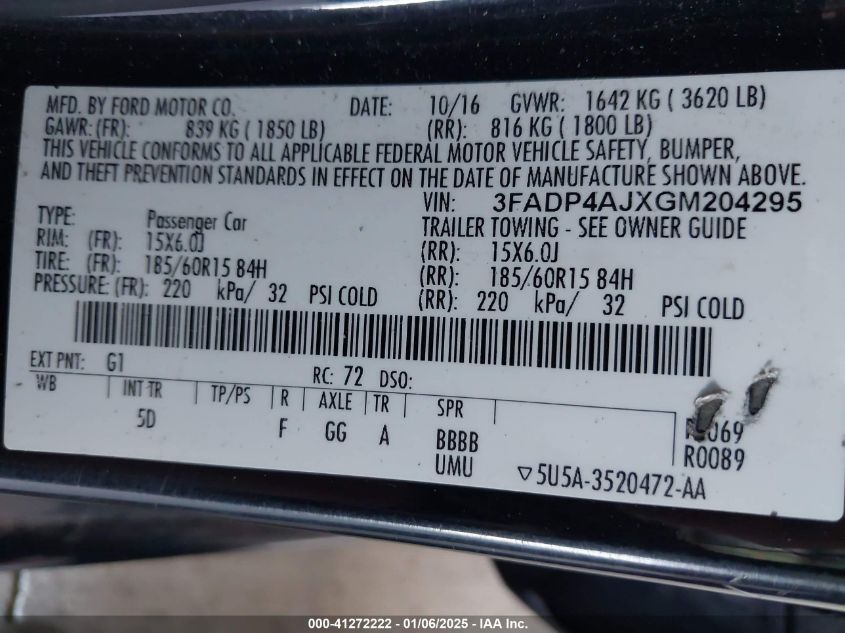 MFD. BY FORD MOTOR CO. DATE: 10/16 GVWR: 1642 KG ( 3620 LB)
GAWR: (FR): 839 KG ( 1850 LB) (RR): 816 KG ( 1800 LB)
THIS VEHICLE CONFORMS TO ALL APPLICABLE FEDERAL MOTOR VEHICLE SAFETY, BUMPER,
AND THEFT PREVENTION STANDARDS IN EFFECT ON THE DATE OF MANUFACTURE SHOWN ABOVE.
VIN: 3FADP4AJXGM204295
TYPE: Passenger Car TRAILER TOWING - SEE OWNER GUIDE
RIM: (FR): 15X6.0J (RR): 15X6.0J
TIRE: (FR): 185/60R15 84H (RR): 185/60R15 84H
PRESSURE: (FR): 220 kPa/ 32 PSI COLD (RR): 220 kPa/ 32 PSI COLD
EXT PNT: G1 RC: 72 DSO:
WB INT TR TP/PS R AXLE TR SPR
5D F GG A BBBB
UMU
R0089
▽5U5A-3520472-AA
000-41272222 | 01/06/2025 | IAA Inc.